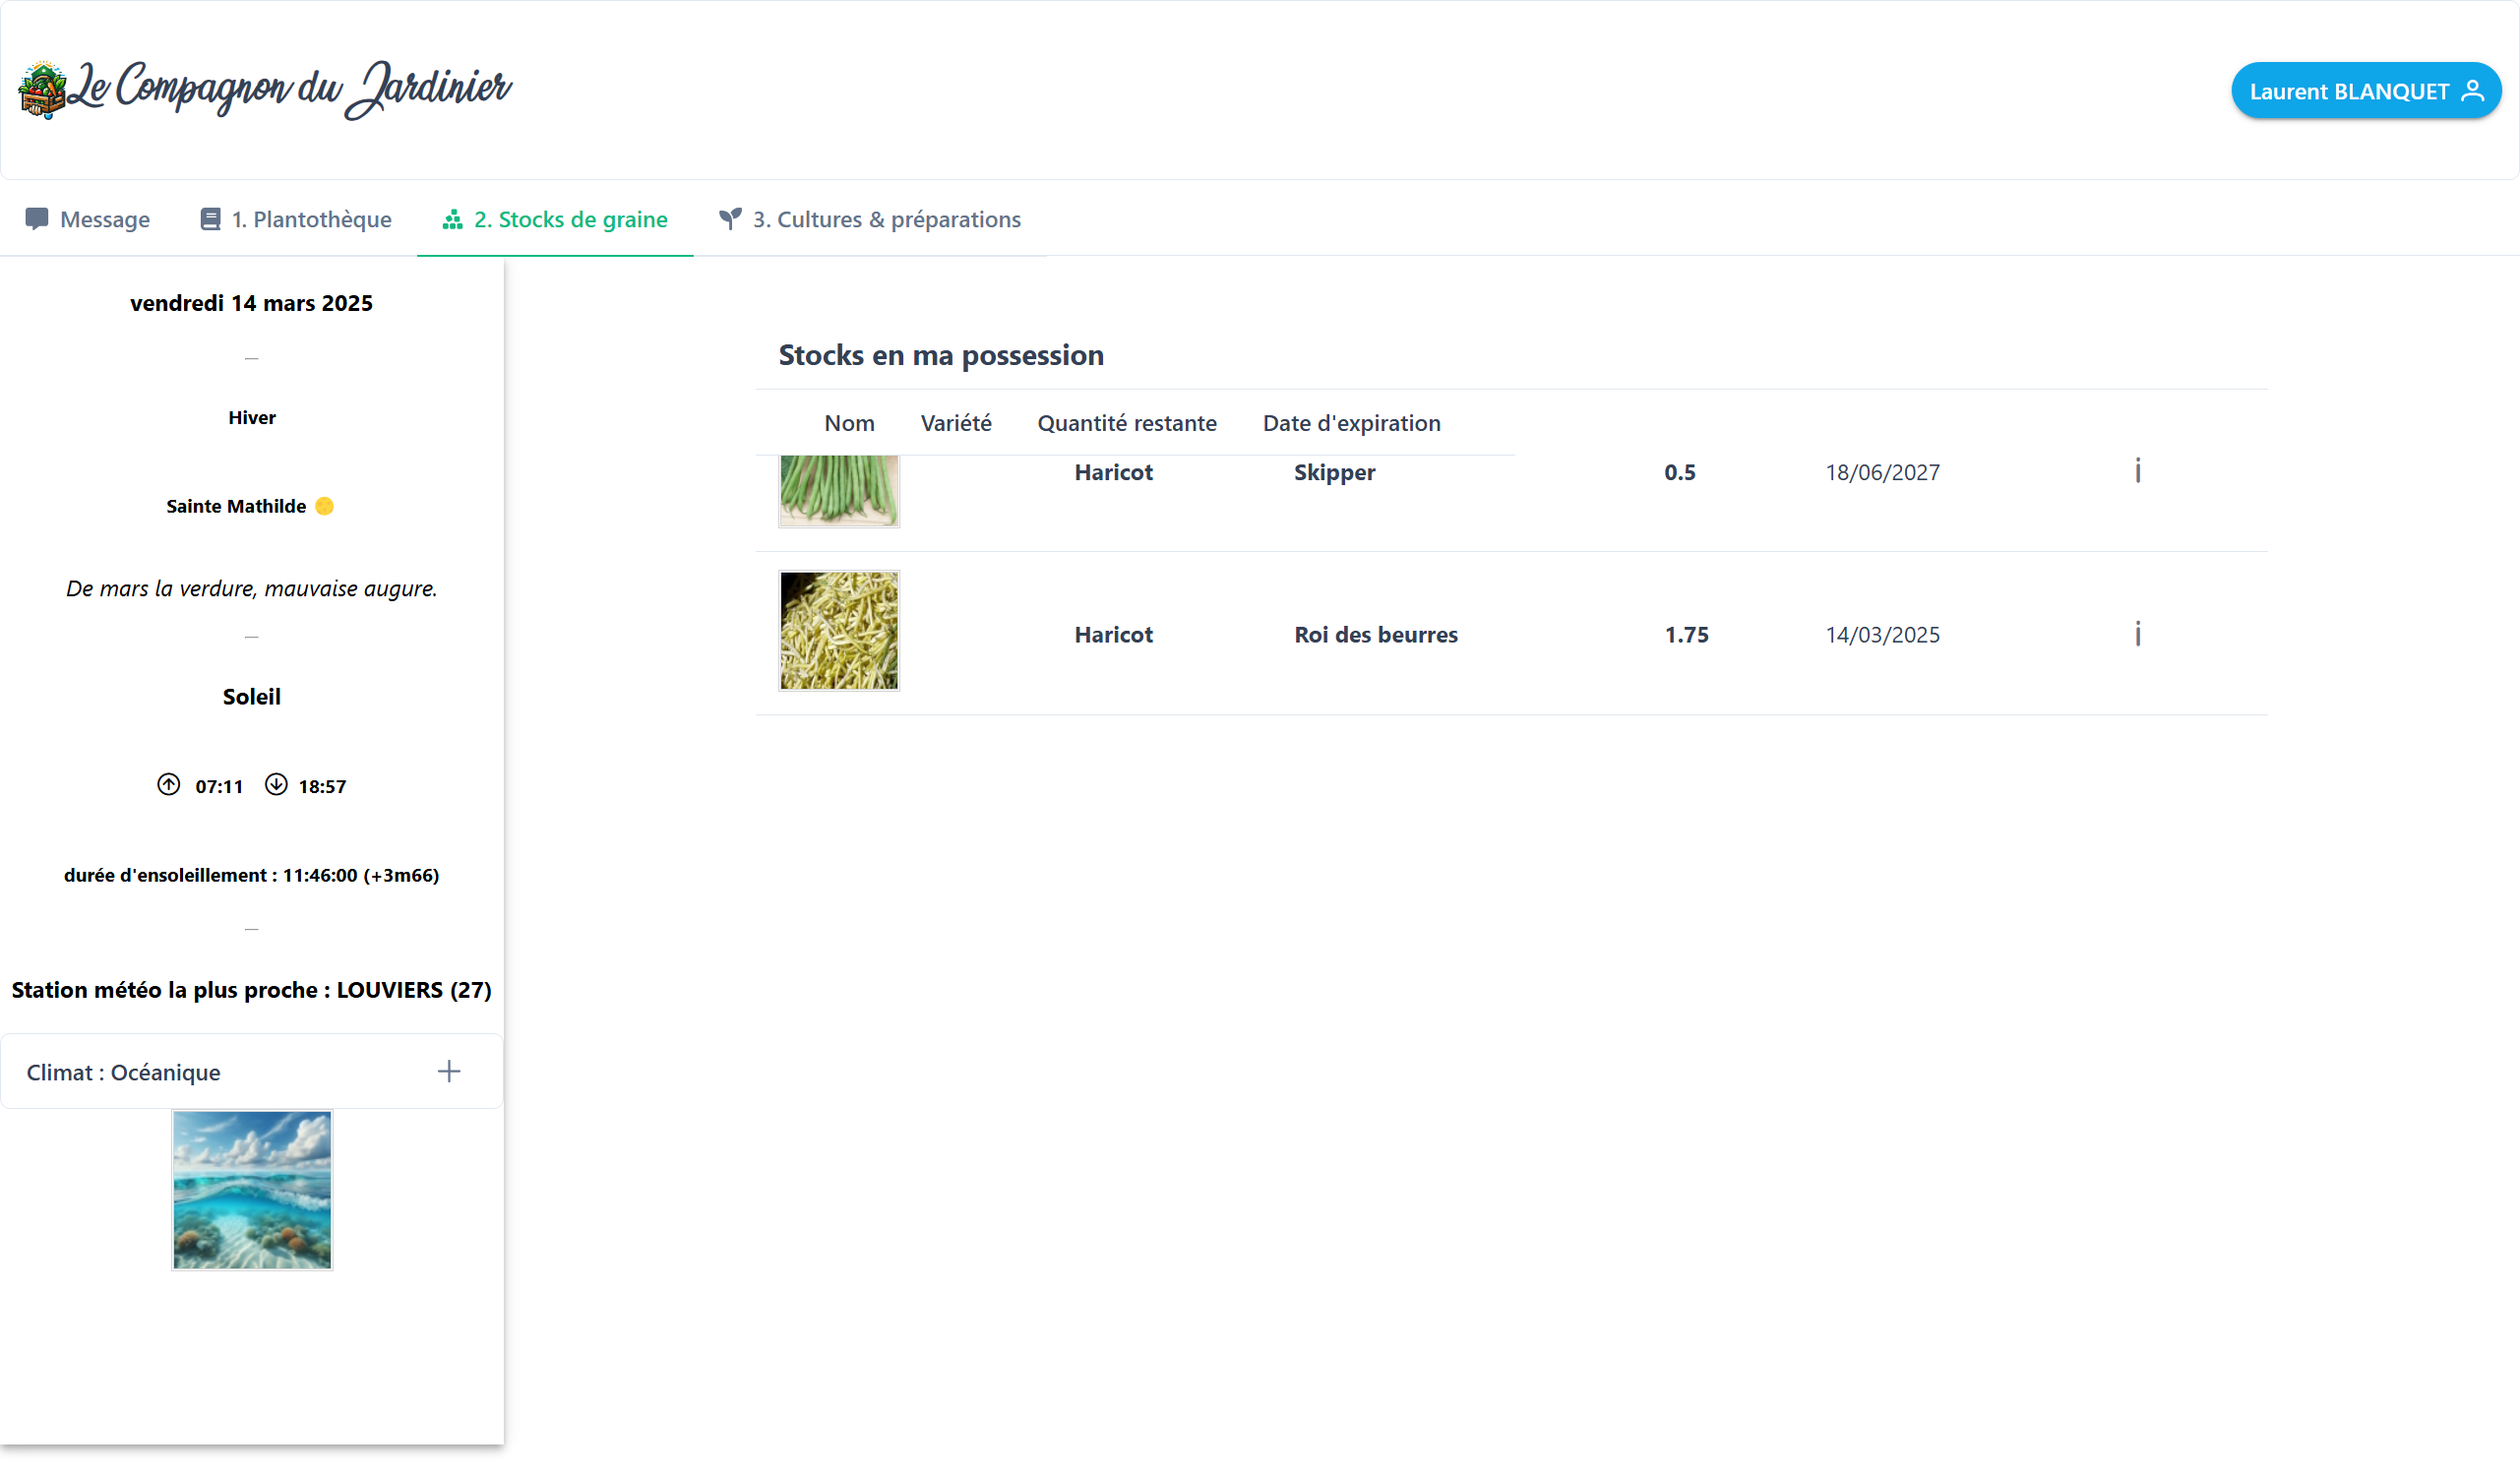 Le Compagnon du Jardinier
Laurent BLANQUET
Message
1. Plantothèque
2. Stocks de graine
3. Cultures & préparations
vendredi 14 mars 2025
Hiver
Sainte Mathilde
De mars la verdure, mauvaise augure.
Soleil
07:11 18:57
durée d'ensoleillement : 11:46:00 (+3m66)
Station météo la plus proche : LOUVIERS (27)
Climat : Océanique
Stocks en ma possession
Nom Variété Quantité restante Date d'expiration
Haricot Skipper 0.5 18/06/2027
Haricot Roi des beurres 1.75 14/03/2025